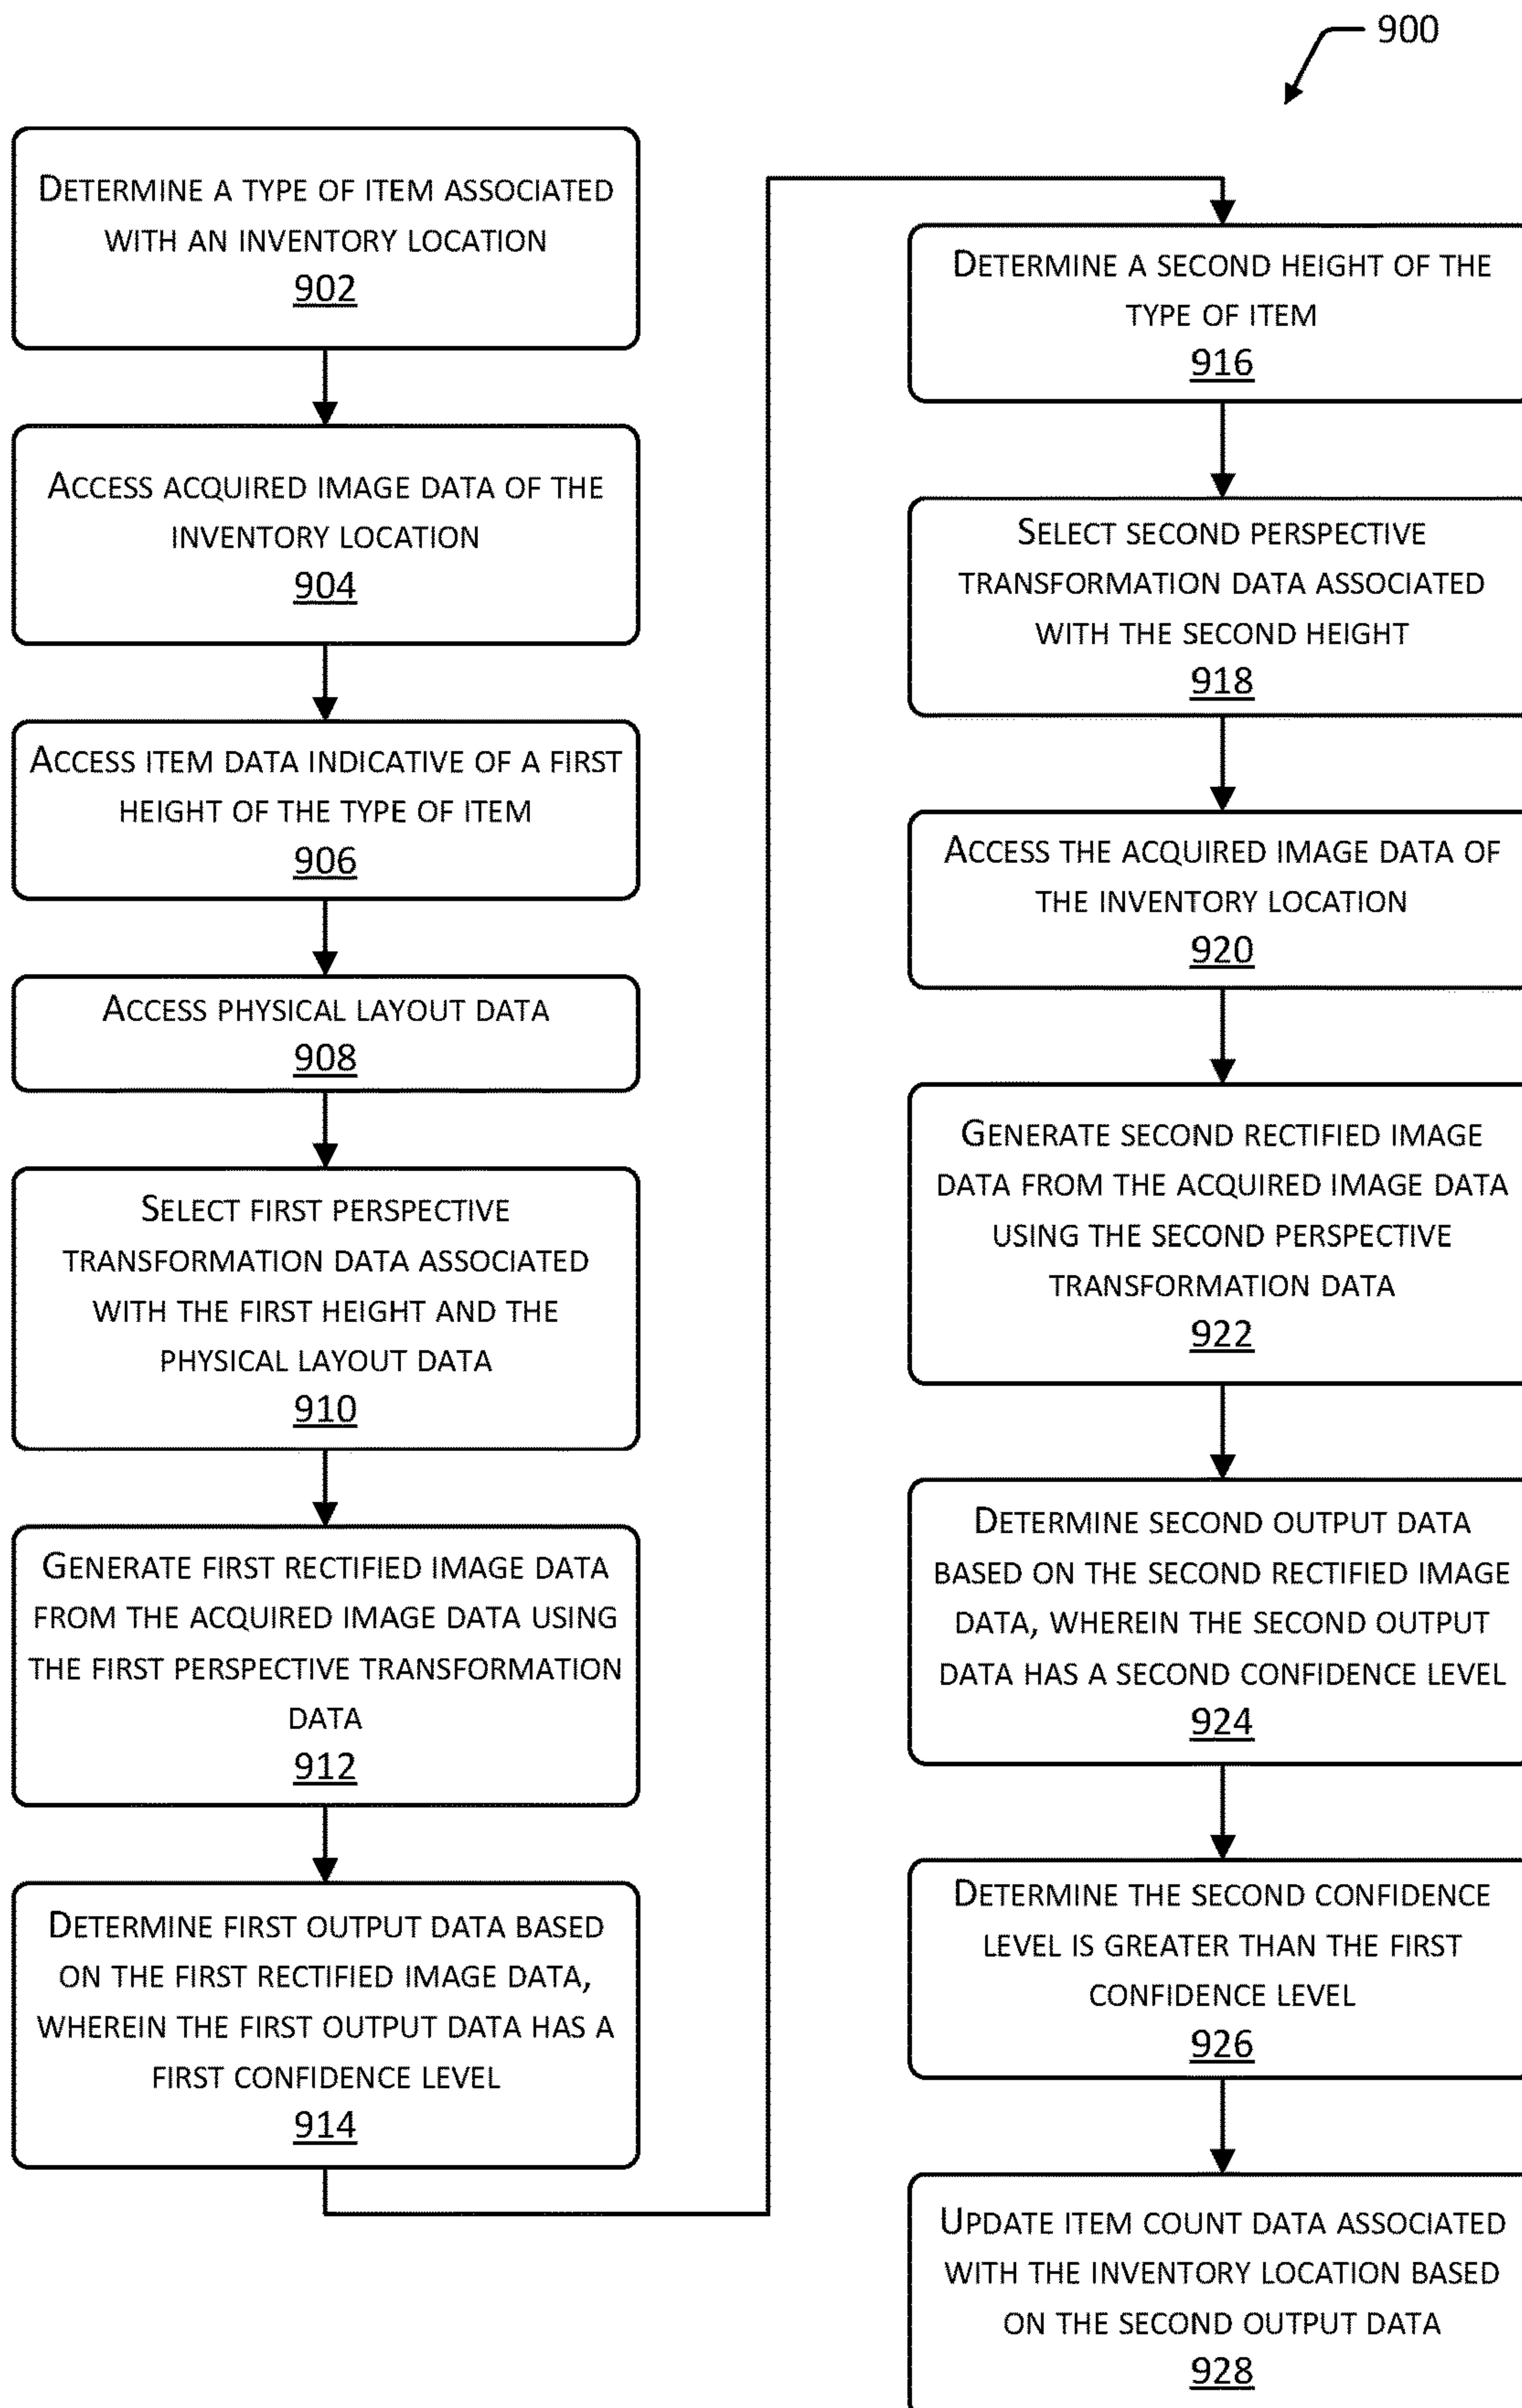 900
DETERMINE A TYPE OF ITEM ASSOCIATED
WITH AN INVENTORY LOCATION
902
ACCESS ACQUIRED IMAGE DATA OF THE
INVENTORY LOCATION
904
ACCESS ITEM DATA INDICATIVE OF A FIRST
HEIGHT OF THE TYPE OF ITEM
906
ACCESS PHYSICAL LAYOUT DATA
908
SELECT FIRST PERSPECTIVE
TRANSFORMATION DATA ASSOCIATED
WITH THE FIRST HEIGHT AND THE
PHYSICAL LAYOUT DATA
910
GENERATE FIRST RECTIFIED IMAGE DATA
FROM THE ACQUIRED IMAGE DATA USING
THE FIRST PERSPECTIVE TRANSFORMATION
DATA
912
DETERMINE FIRST OUTPUT DATA BASED
ON THE FIRST RECTIFIED IMAGE DATA,
WHEREIN THE FIRST OUTPUT DATA HAS A
FIRST CONFIDENCE LEVEL
914
DETERMINE A SECOND HEIGHT OF THE
TYPE OF ITEM
916
SELECT SECOND PERSPECTIVE
TRANSFORMATION DATA ASSOCIATED
WITH THE SECOND HEIGHT
918
ACCESS THE ACQUIRED IMAGE DATA OF
THE INVENTORY LOCATION
920
GENERATE SECOND RECTIFIED IMAGE
DATA FROM THE ACQUIRED IMAGE DATA
USING THE SECOND PERSPECTIVE
TRANSFORMATION DATA
922
DETERMINE SECOND OUTPUT DATA
BASED ON THE SECOND RECTIFIED IMAGE
DATA, WHEREIN THE SECOND OUTPUT
DATA HAS A SECOND CONFIDENCE LEVEL
924
DETERMINE THE SECOND CONFIDENCE
LEVEL IS GREATER THAN THE FIRST
CONFIDENCE LEVEL
926
UPDATE ITEM COUNT DATA ASSOCIATED
WITH THE INVENTORY LOCATION BASED
ON THE SECOND OUTPUT DATA
928